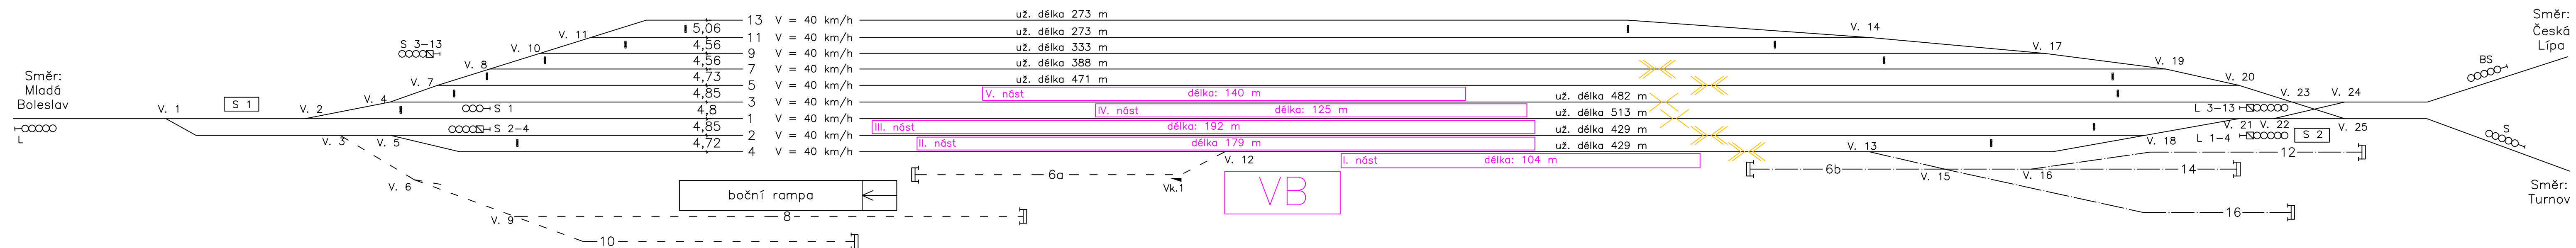 Směr:
Mladá
Boleslav
L
V. 1
S 1
V. 2
V. 3
V. 4
V. 5
V. 6
V. 7
V. 8
V. 9
V. 10
V. 11
S 3-13
S 1
S 2-4
5,06
4,56
4,56
4,73
4,85
4,8
4,85
4,72
13 V = 40 km/h už. délka 273 m
11 V = 40 km/h už. délka 273 m
9 V = 40 km/h už. délka 333 m
7 V = 40 km/h už. délka 388 m
5 V = 40 km/h už. délka 471 m
V. nást délka: 140 m
3 V = 40 km/h už. délka 482 m
IV. nást délka: 125 m
1 V = 40 km/h už. délka 513 m
III. nást délka: 192 m
2 V = 40 km/h už. délka 429 m
II. nást délka 179 m
4 V = 40 km/h už. délka 429 m
I. nást délka: 104 m
boční rampa
6a
Vk.1
V. 12
VB
8
10
V. 13
V. 14
V. 15
V. 16
V. 17
V. 18
V. 19
V. 20
V. 21
V. 22
V. 23
V. 24
V. 25
6b
12
14
16
L 3-13
L 1-4
S 2
BS
S
Směr:
Česká
Lípa
Směr:
Turnov